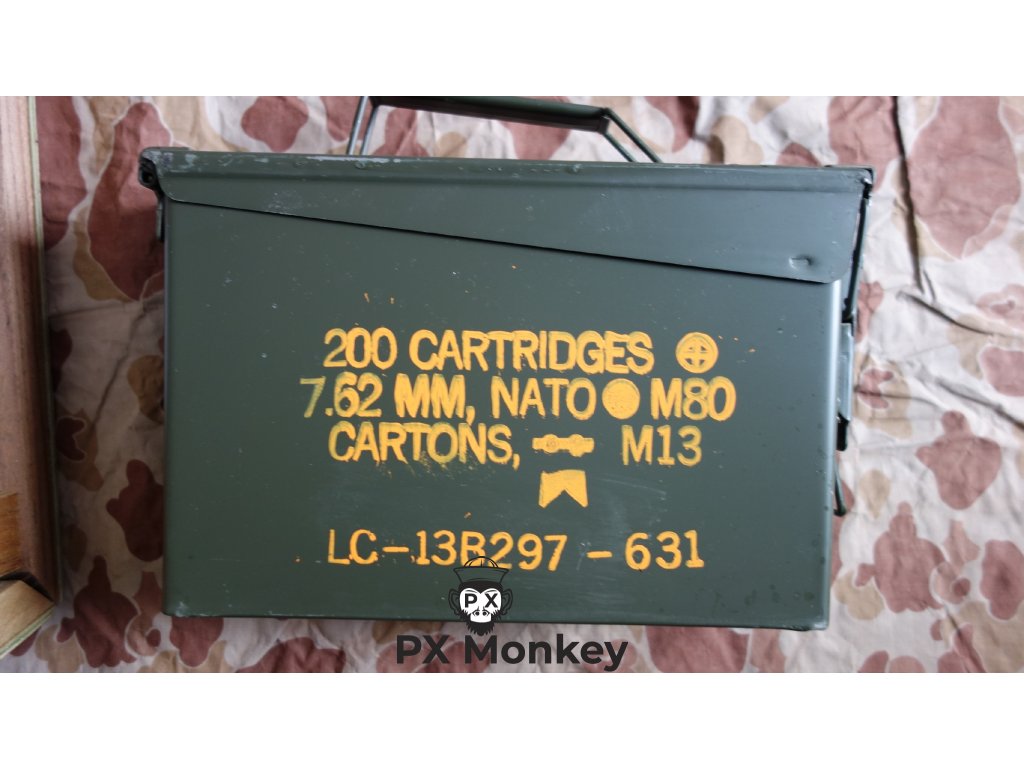 200 CARTRIDGES
7.62 MM, NATO M80
CARTONS, M13
LC-13B297-631
PX
PX Monkey